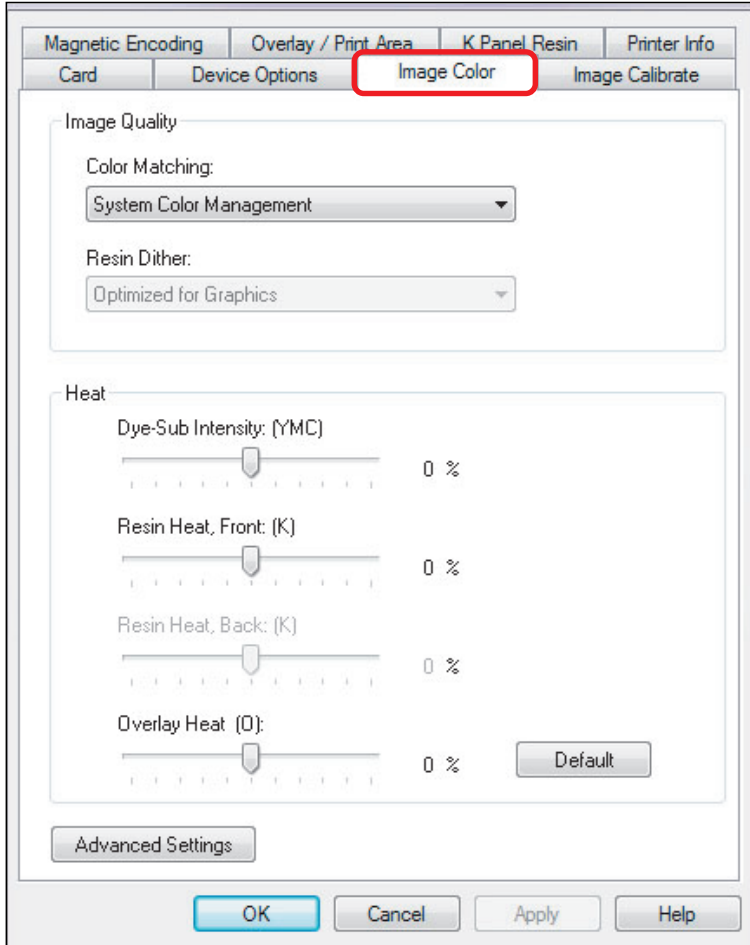 Magnetic Encoding Overlay / Print Area K Panel Resin Printer Info
Card Device Options Image Color Image Calibrate
Image Quality
Color Matching:
System Color Management
Resin Dither:
Optimized for Graphics
Heat
Dye-Sub Intensity: (YMC)
0 %
Resin Heat, Front: (K)
0 %
Resin Heat, Back: (K)
0 %
Overlay Heat (O):
0 % Default
Advanced Settings
OK Cancel Apply Help